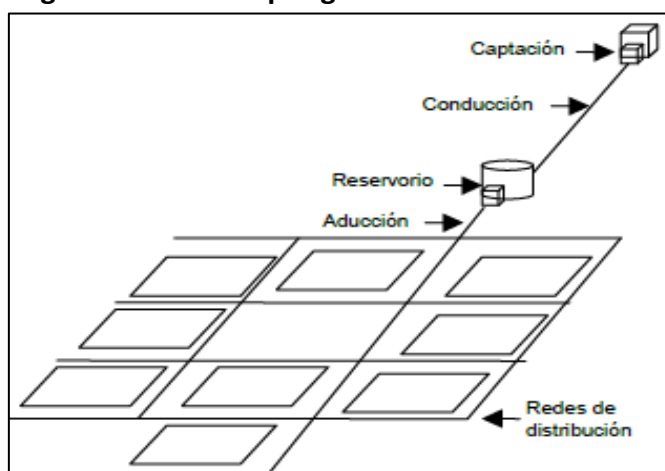 Captación
Conducción
Reservorio
Aducción
Redes de
distribución